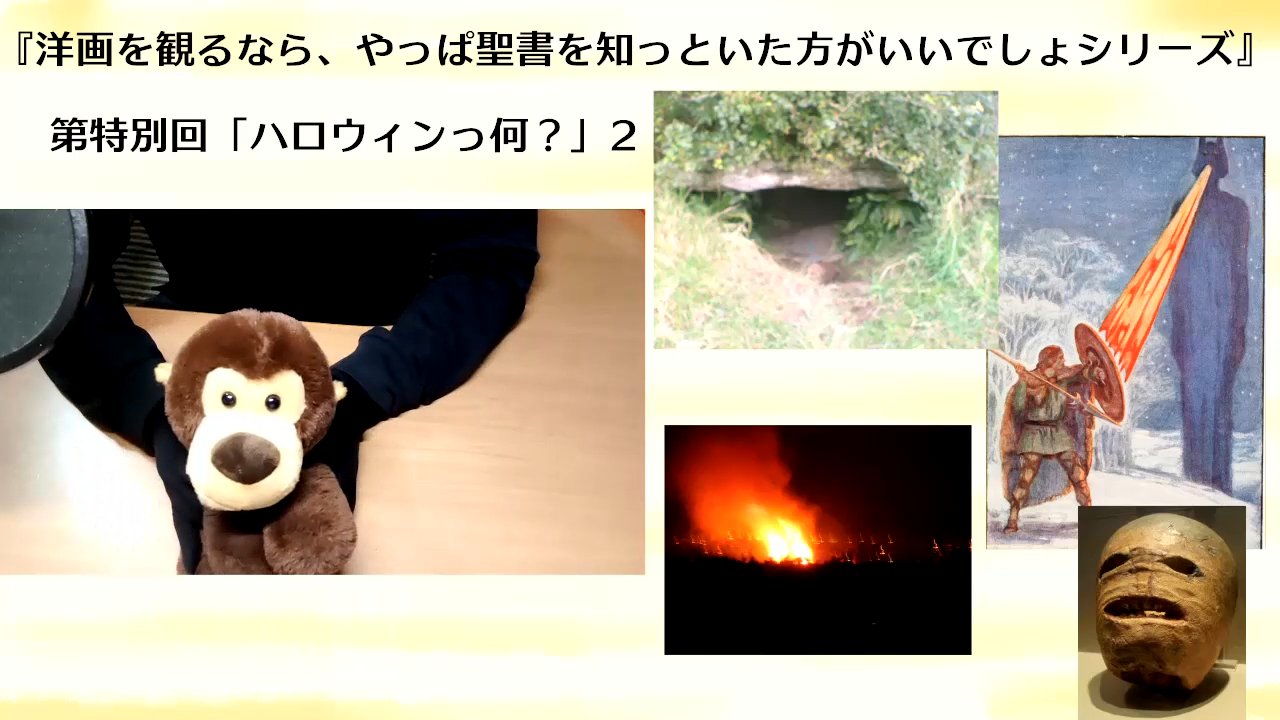 『洋画を観るなら、やっぱ聖書を知っといた方がいいでしょシリーズ』
第特別回「ハロウィンっ何？」２